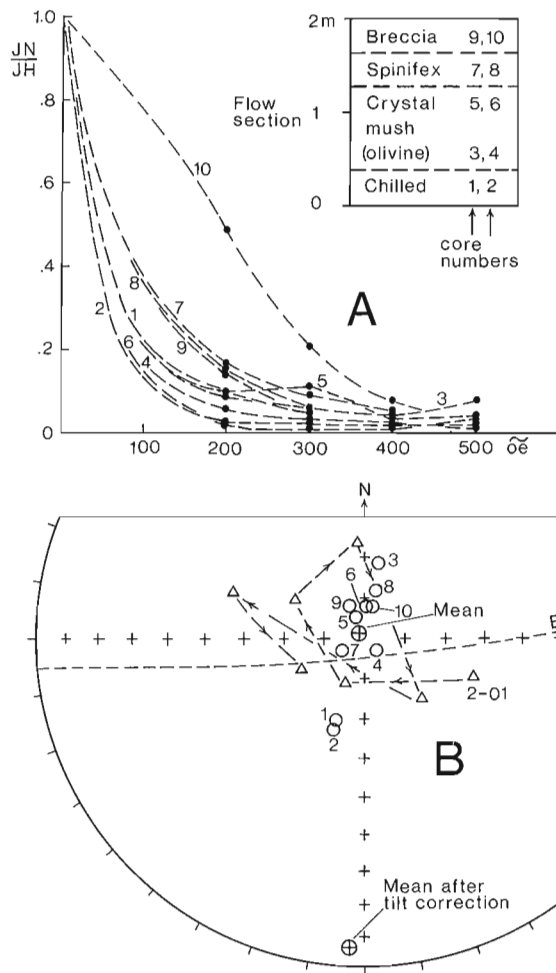 JN
JH
1.0
.8
.6
.4
.2
0
100
200
300
400
500
oe
10
8
7
9
2
1
6
4
5
3
A
Flow
section
2m
1
0
Breccia 9, 10
Spinifex 7, 8
Crystal 5, 6
mush
(olivine) 3, 4
Chilled 1, 2
core
numbers
N
3
6
8
9
10
5
Mean
7
4
E
2-01
1
2
B
Mean after
tilt correction